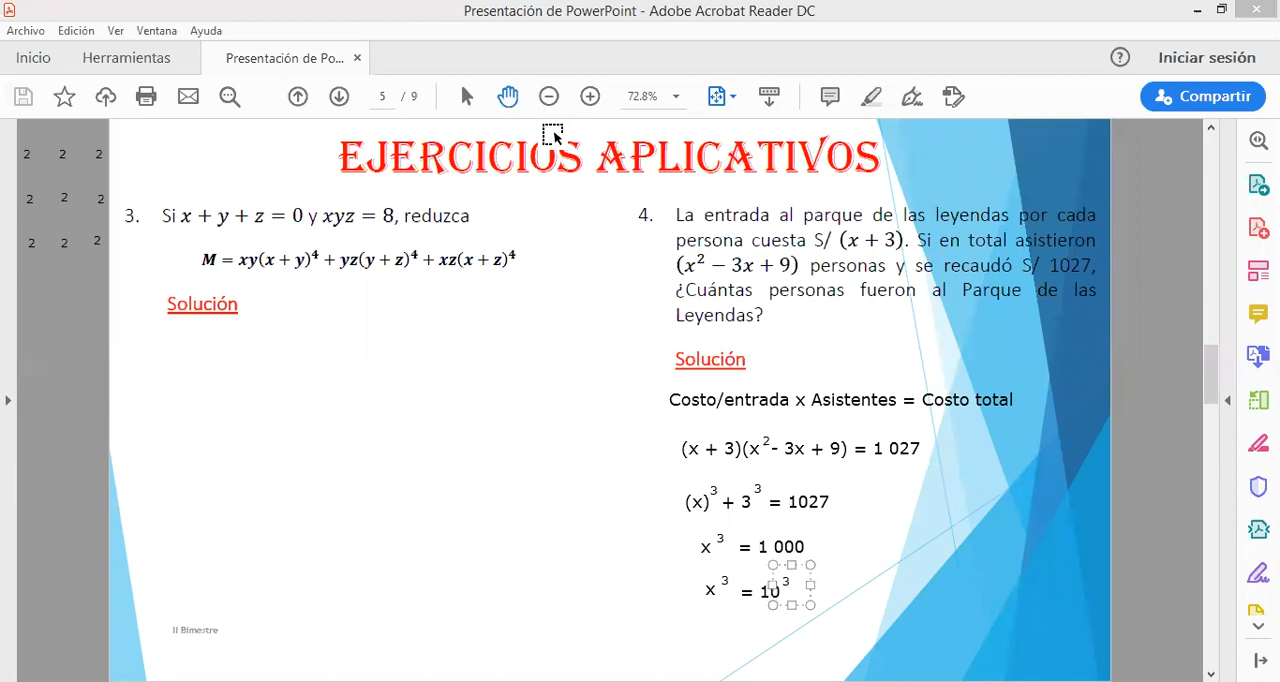 Presentación de PowerPoint - Adobe Acrobat Reader DC
Archivo Edición Ver Ventana Ayuda
Inicio Herramientas Presentación de Po... × Iniciar sesión
5 / 9 72.8% Compartir
EJERCICIOS APLICATIVOS
2 2 2
2 2 2
2 2 2
3. Si x + y + z = 0 y xyz = 8, reduzca
M = xy(x + y)⁴ + yz(y + z)⁴ + xz(x + z)⁴
Solución
4. La entrada al parque de las leyendas por cada
persona cuesta S/ (x + 3). Si en total asistieron
(x² − 3x + 9) personas y se recaudó S/ 1027,
¿Cuántas personas fueron al Parque de las
Leyendas?
Solución
Costo/entrada x Asistentes = Costo total
(x + 3)(x²- 3x + 9) = 1 027
(x)³ + 3³ = 1027
x³ = 1 000
x³ = 10³
II Bimestre